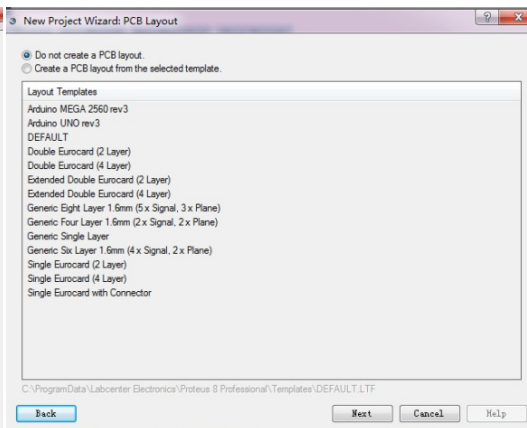 New Project Wizard: PCB Layout
Do not create a PCB layout.
Create a PCB layout from the selected template.
Layout Templates
Arduino MEGA 2560 rev3
Arduino UNO rev3
DEFAULT
Double Eurocard (2 Layer)
Double Eurocard (4 Layer)
Extended Double Eurocard (2 Layer)
Extended Double Eurocard (4 Layer)
Generic Eight Layer 1.6mm (5 x Signal, 3 x Plane)
Generic Four Layer 1.6mm (2 x Signal, 2 x Plane)
Generic Single Layer
Generic Six Layer 1.6mm (4 x Signal, 2 x Plane)
Single Eurocard (2 Layer)
Single Eurocard (4 Layer)
Single Eurocard with Connector
C:\ProgramData\Labcenter Electronics\Proteus 8 Professional\Templates\DEFAULT.LTF
Back Next Cancel Help